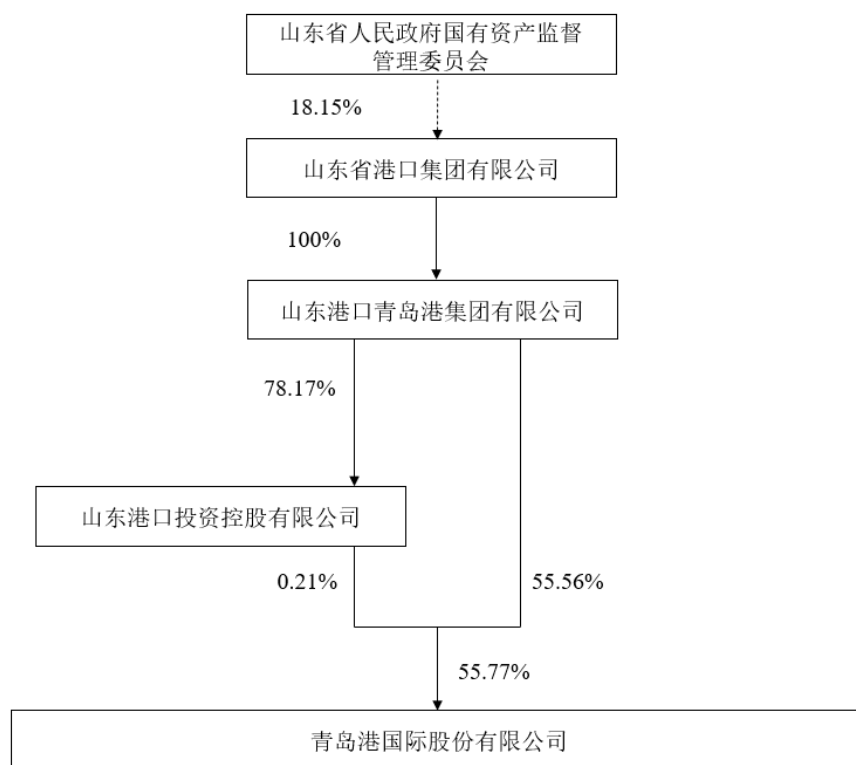 山东省人民政府国有资产监督
管理委员会
18.15%
山东省港口集团有限公司
100%
山东港口青岛港集团有限公司
78.17%
山东港口投资控股有限公司
0.21%
55.56%
55.77%
青岛港国际股份有限公司